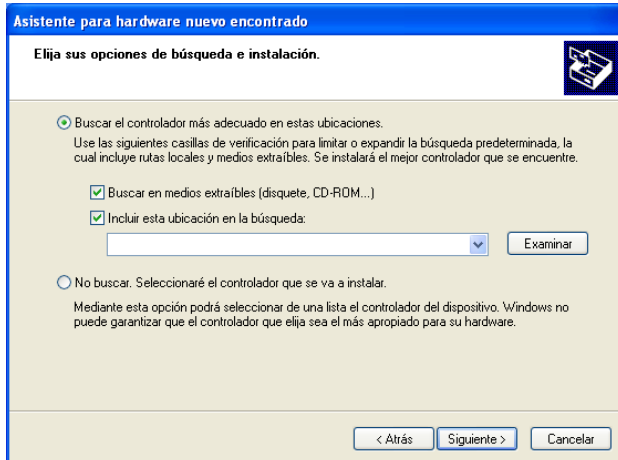 Asistente para hardware nuevo encontrado
Elija sus opciones de búsqueda e instalación.
Buscar el controlador más adecuado en estas ubicaciones.
Use las siguientes casillas de verificación para limitar o expandir la búsqueda predeterminada, la
cual incluye rutas locales y medios extraíbles. Se instalará el mejor controlador que se encuentre.
Buscar en medios extraíbles (disquete, CD-ROM...)
Incluir esta ubicación en la búsqueda:
Examinar
No buscar. Seleccionaré el controlador que se va a instalar.
Mediante esta opción podrá seleccionar de una lista el controlador del dispositivo. Windows no
puede garantizar que el controlador que elija sea el más apropiado para su hardware.
< Atrás Siguiente > Cancelar